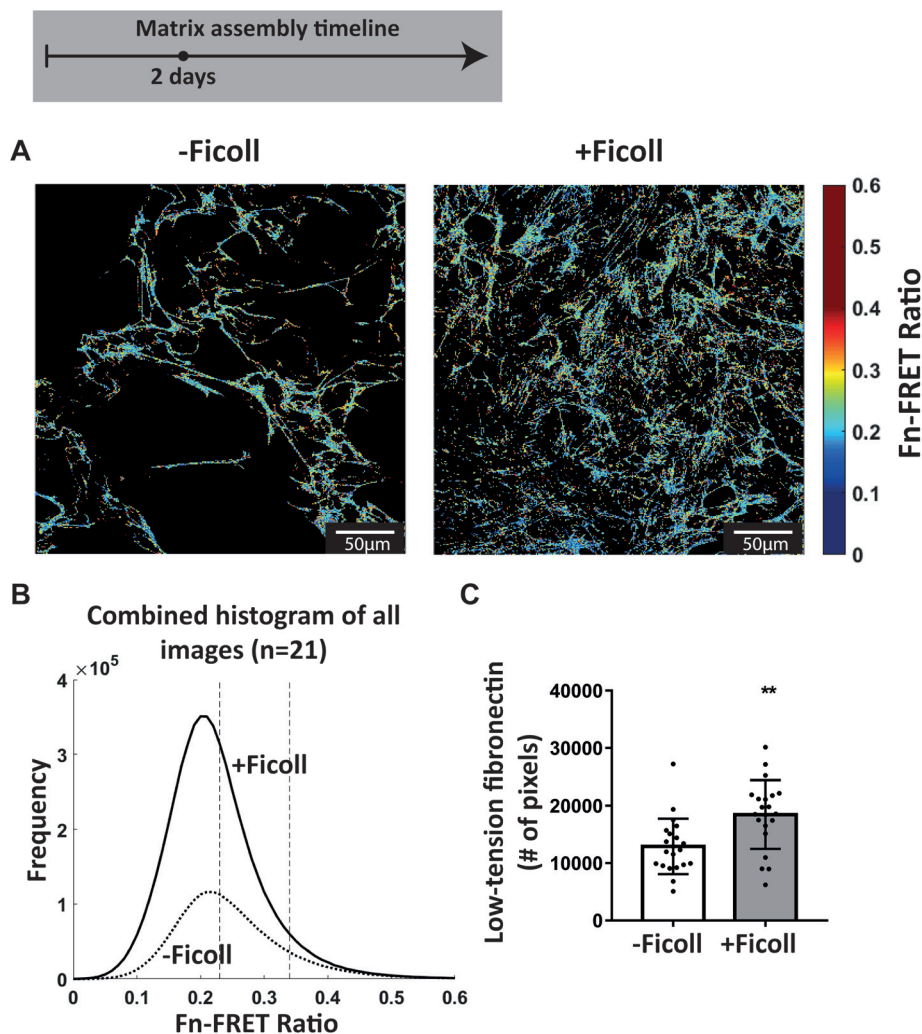 Matrix assembly timeline
2 days
A
-Ficoll
+Ficoll
0.6
0.5
0.4
0.3
0.2
0.1
0
Fn-FRET Ratio
50μm
50μm
B
Combined histogram of all
images (n=21)
×10⁵
4
3
2
1
0
Frequency
+Ficoll
-Ficoll
0
0.1
0.2
0.3
0.4
0.5
0.6
Fn-FRET Ratio
C
Low-tension fibronectin
(# of pixels)
40000
30000
20000
10000
0
**
-Ficoll
+Ficoll